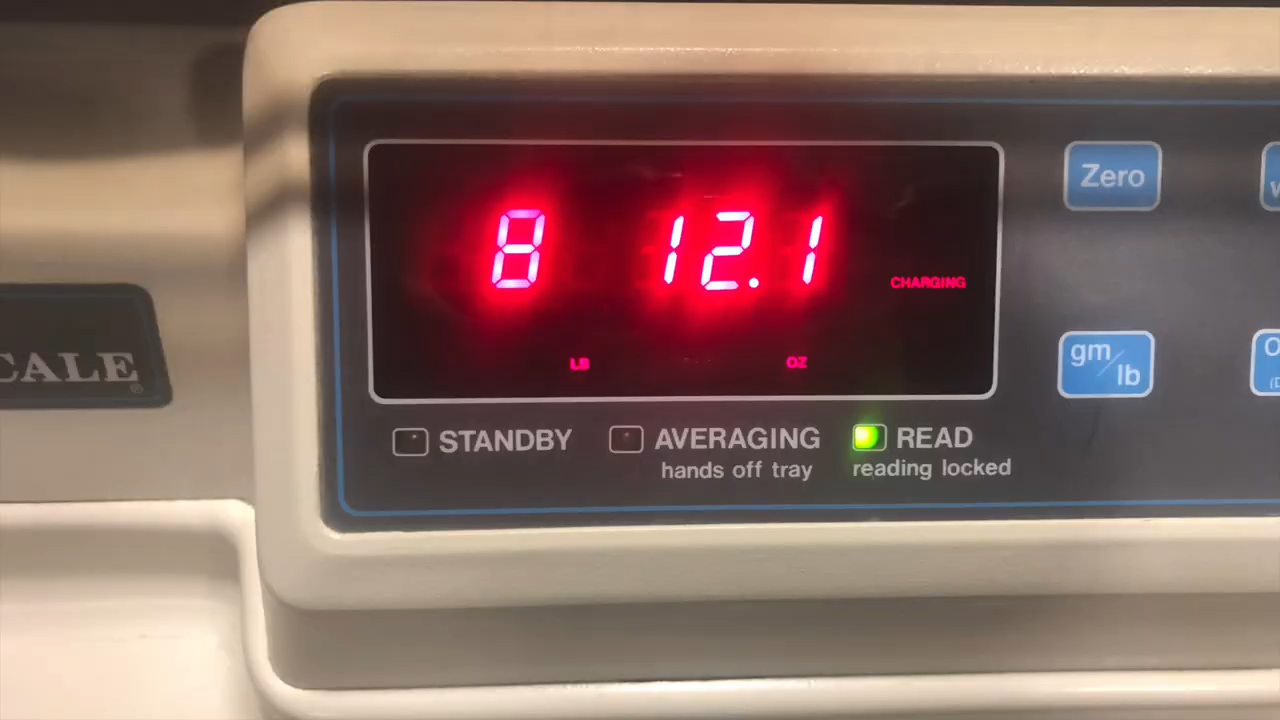 8 12.1
CHARGING
LB OZ
STANDBY AVERAGING READ
hands off tray reading locked
Zero
gm/lb
CALE®